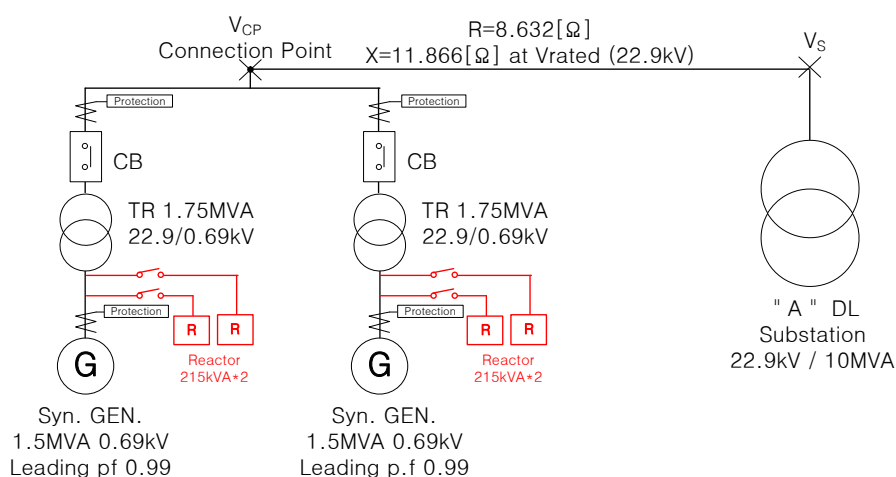 V_CP
Connection Point
R=8.632[Ω]
X=11.866[Ω] at Vrated (22.9kV)
V_S
Protection
Protection
CB
CB
TR 1.75MVA
22.9/0.69kV
TR 1.75MVA
22.9/0.69kV
Protection
Protection
R
R
R
R
Reactor
215kVA*2
Reactor
215kVA*2
G
G
Syn. GEN.
1.5MVA 0.69kV
Leading pf 0.99
Syn. GEN.
1.5MVA 0.69kV
Leading p.f 0.99
" A " DL
Substation
22.9kV / 10MVA